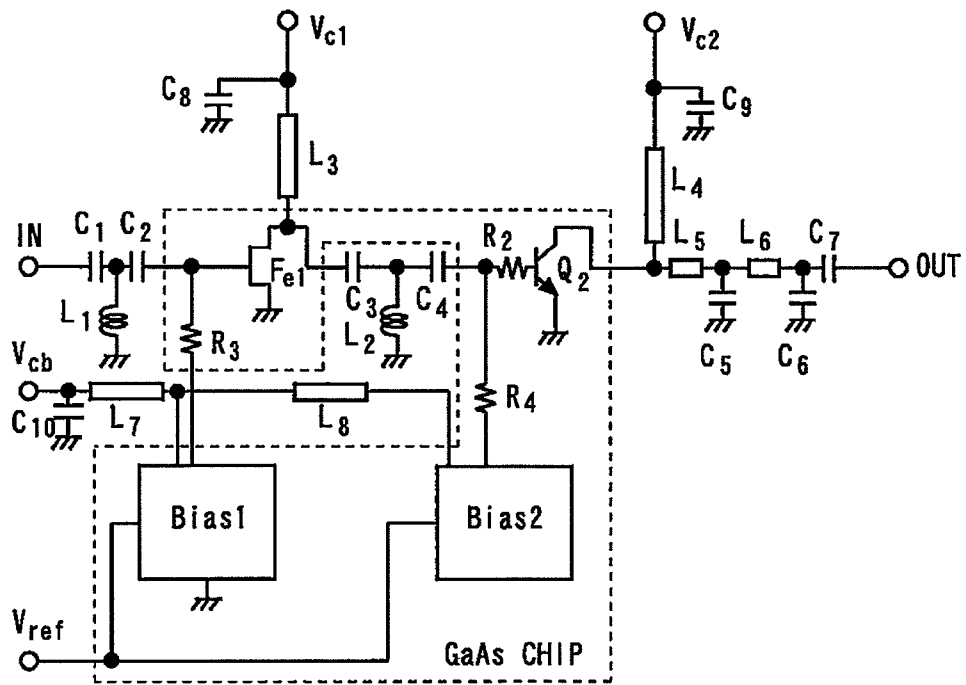 Vc1
Vc2
C8
C9
L3
L4
C1
C2
IN
R2
L5
L6
C7
Fe1
Q2
OUT
C3
C4
L1
L2
R3
C5
C6
Vcb
R4
L7
L8
C10
Bias1
Bias2
Vref
GaAs CHIP